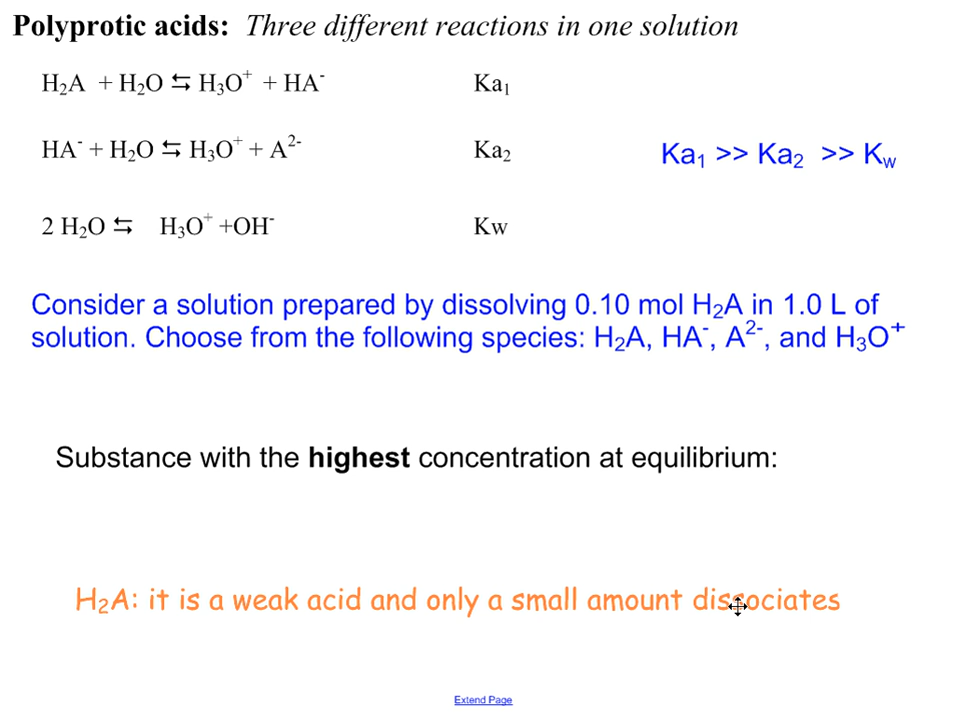 Polyprotic acids: Three different reactions in one solution
H₂A + H₂O ⇆ H₃O⁺ + HA⁻ Ka₁
HA⁻ + H₂O ⇆ H₃O⁺ + A²⁻ Ka₂
Ka₁ >> Ka₂ >> K_w
2 H₂O ⇆ H₃O⁺ +OH⁻ Kw
Consider a solution prepared by dissolving 0.10 mol H₂A in 1.0 L of
solution. Choose from the following species: H₂A, HA⁻, A²⁻, and H₃O⁺
Substance with the highest concentration at equilibrium:
H₂A: it is a weak acid and only a small amount dissociates
Extend Page